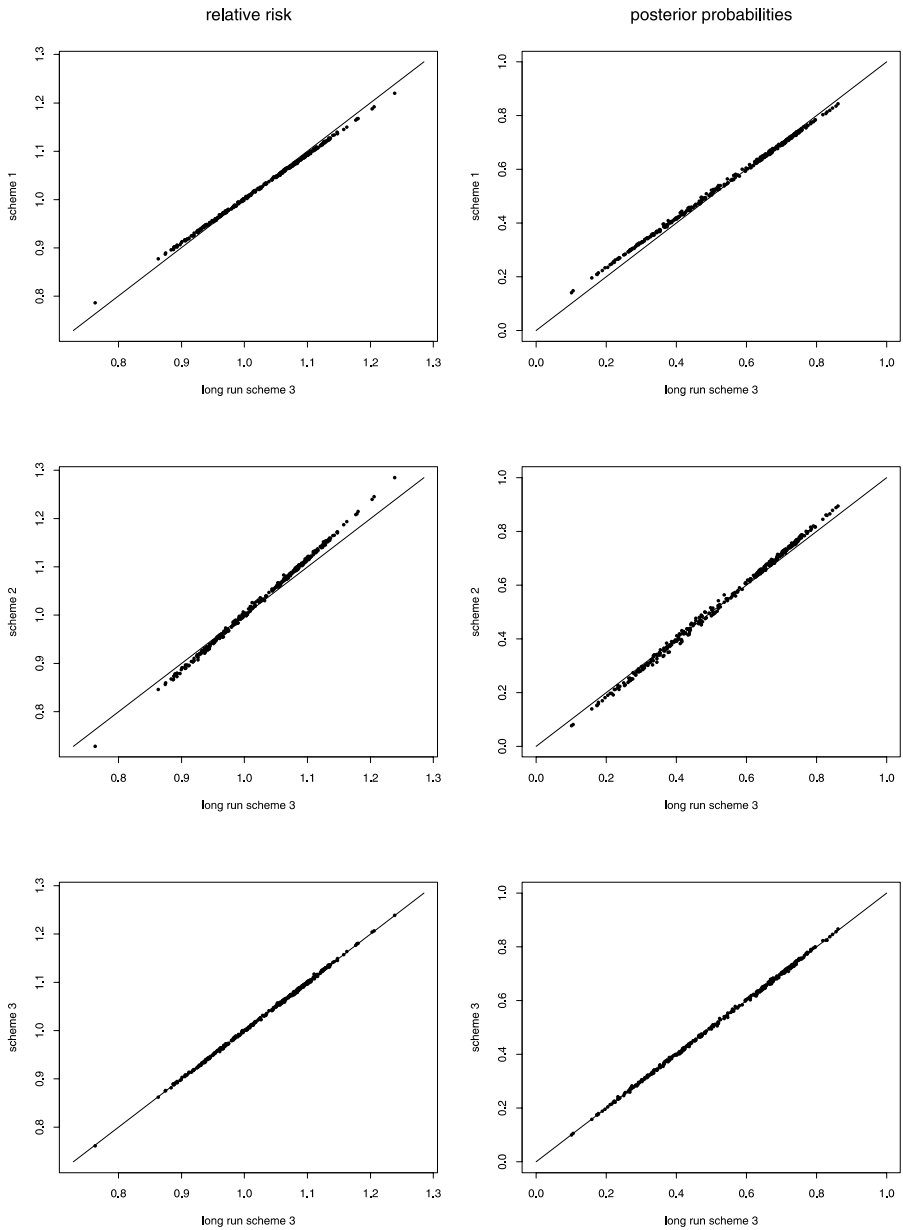 relative risk
posterior probabilities
scheme 1
1.3
1.2
1.1
1.0
0.9
0.8
0.8 0.9 1.0 1.1 1.2 1.3
long run scheme 3
scheme 1
1.0
0.8
0.6
0.4
0.2
0.0
0.0 0.2 0.4 0.6 0.8 1.0
long run scheme 3
scheme 2
1.3
1.2
1.1
1.0
0.9
0.8
0.8 0.9 1.0 1.1 1.2 1.3
long run scheme 3
scheme 2
1.0
0.8
0.6
0.4
0.2
0.0
0.0 0.2 0.4 0.6 0.8 1.0
long run scheme 3
scheme 3
1.3
1.2
1.1
1.0
0.9
0.8
0.8 0.9 1.0 1.1 1.2 1.3
long run scheme 3
scheme 3
1.0
0.8
0.6
0.4
0.2
0.0
0.0 0.2 0.4 0.6 0.8 1.0
long run scheme 3